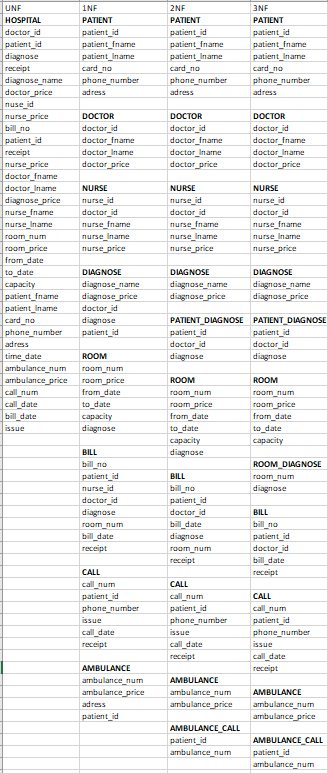 UNF 1NF 2NF 3NF
HOSPITAL PATIENT PATIENT PATIENT
doctor_id patient_id patient_id patient_id
patient_id patient_fname patient_fname patient_fname
diagnose patient_lname patient_lname patient_lname
receipt card_no card_no card_no
diagnose_name phone_number phone_number phone_number
doctor_price adress adress adress
nuse_id
nurse_price DOCTOR DOCTOR DOCTOR
bill_no doctor_id doctor_id doctor_id
patient_id doctor_fname doctor_fname doctor_fname
receipt doctor_lname doctor_lname doctor_lname
nurse_price doctor_price doctor_price doctor_price
doctor_fname
doctor_lname NURSE NURSE NURSE
diagnose_price nurse_id nurse_id nurse_id
nurse_fname doctor_id doctor_id doctor_id
nurse_lname nurse_fname nurse_fname nurse_fname
room_num nurse_lname nurse_lname nurse_lname
room_price nurse_price nurse_price nurse_price
from_date
to_date DIAGNOSE DIAGNOSE DIAGNOSE
capacity diagnose_name diagnose_name diagnose_name
patient_fname diagnose_price diagnose_price diagnose_price
patient_lname doctor_id
card_no diagnose PATIENT_DIAGNOSE PATIENT_DIAGNOSE
phone_number patient_id patient_id patient_id
adress doctor_id doctor_id
time_date ROOM diagnose diagnose
ambulance_num room_num
ambulance_price room_price ROOM ROOM
call_num from_date room_num room_num
call_date to_date room_price room_price
bill_date capacity from_date from_date
issue diagnose to_date to_date
capacity capacity
BILL diagnose
bill_no ROOM_DIAGNOSE
patient_id BILL room_num
nurse_id bill_no diagnose
doctor_id patient_id
diagnose doctor_id BILL
room_num bill_date bill_no
bill_date diagnose patient_id
receipt room_num doctor_id
receipt bill_date
CALL receipt
call_num CALL
patient_id call_num CALL
phone_number patient_id call_num
issue phone_number patient_id
call_date issue phone_number
receipt call_date issue
receipt call_date
AMBULANCE receipt
ambulance_num AMBULANCE
ambulance_price ambulance_num AMBULANCE
adress ambulance_price ambulance_num
patient_id ambulance_price
AMBULANCE_CALL
patient_id AMBULANCE_CALL
ambulance_num patient_id
ambulance_num